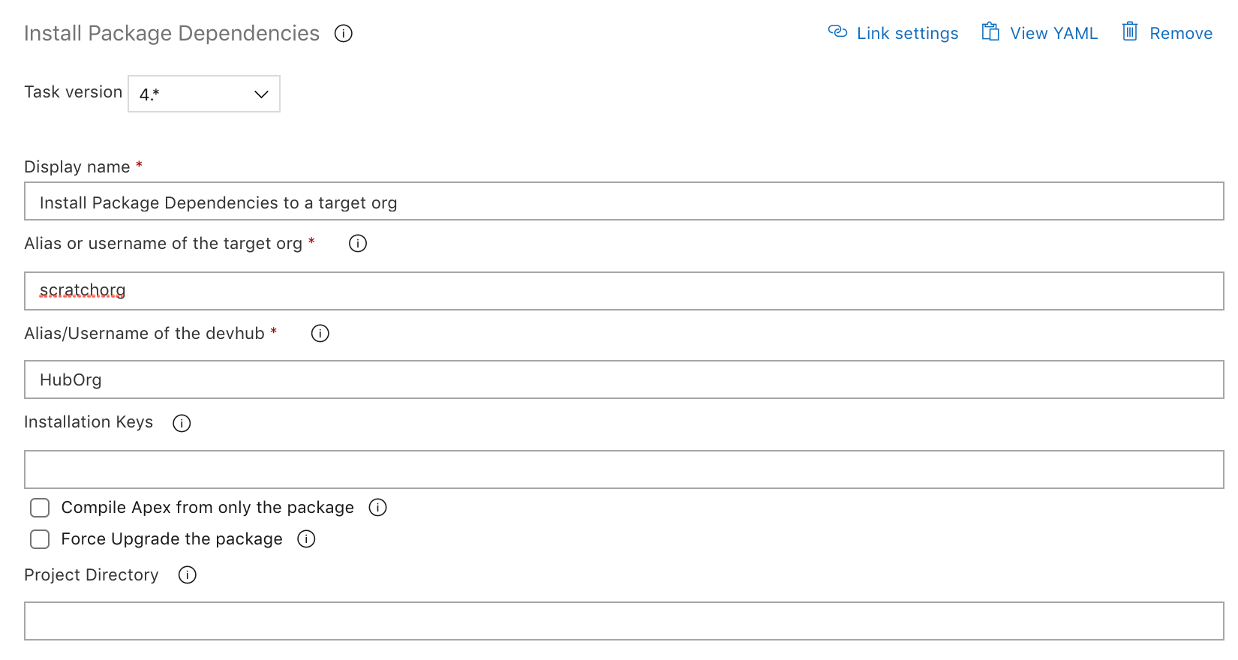 Install Package Dependencies
Link settings View YAML Remove
Task version 4.*
Display name *
Install Package Dependencies to a target org
Alias or username of the target org *
scratchorg
Alias/Username of the devhub *
HubOrg
Installation Keys
Compile Apex from only the package
Force Upgrade the package
Project Directory